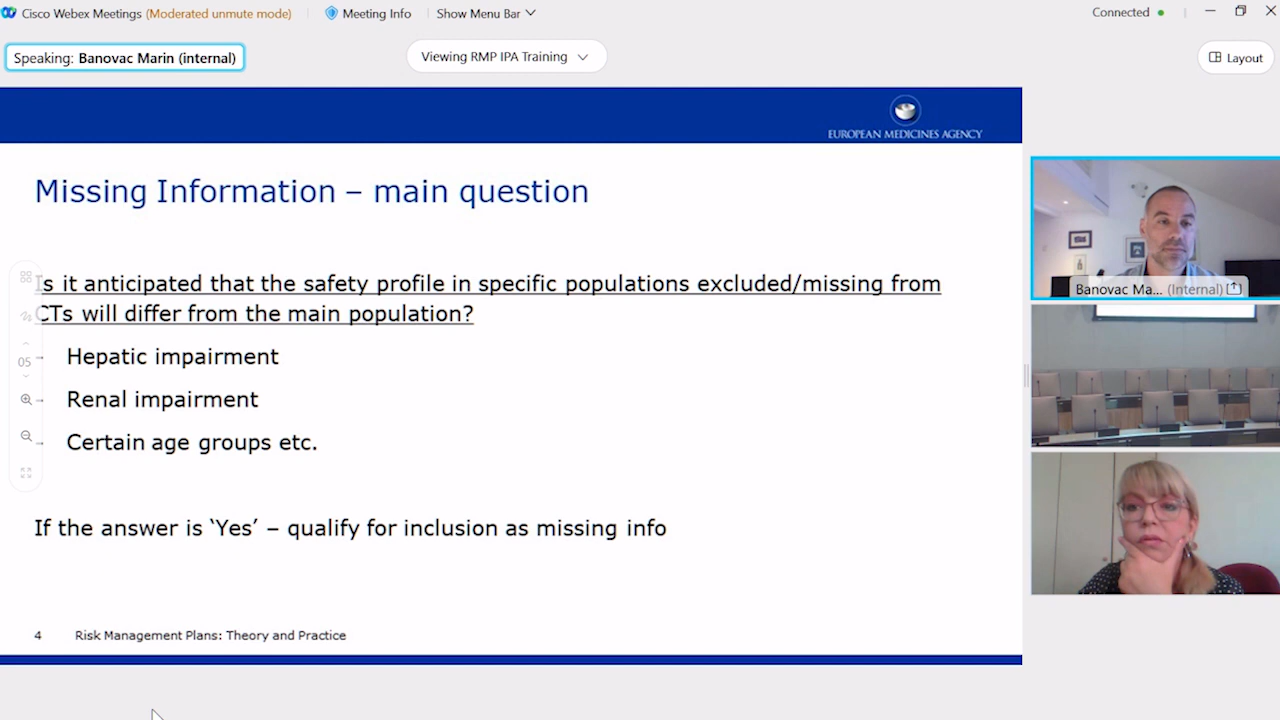 Cisco Webex Meetings (Moderated unmute mode) Meeting Info Show Menu Bar Connected
Speaking: Banovac Marin (internal) Viewing RMP IPA Training Layout
EUROPEAN MEDICINES AGENCY
Missing Information – main question
Is it anticipated that the safety profile in specific populations excluded/missing from
CTs will differ from the main population?
05
- Hepatic impairment
- Renal impairment
- Certain age groups etc.
If the answer is ‘Yes’ – qualify for inclusion as missing info
4 Risk Management Plans: Theory and Practice
Banovac Ma... (Internal)